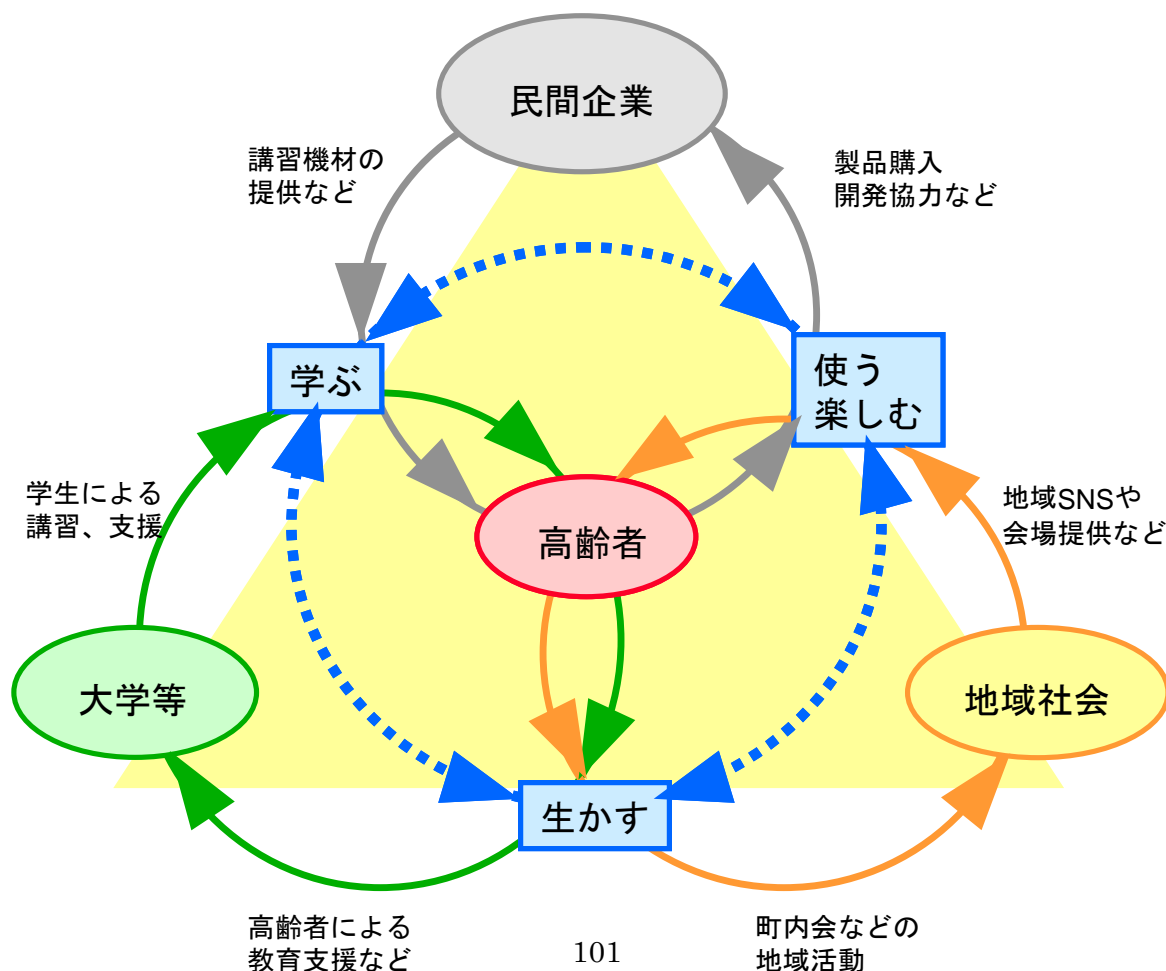 民間企業
講習機材の
提供など
製品購入
開発協力など
学ぶ
使う
楽しむ
学生による
講習、支援
高齢者
地域SNSや
会場提供など
大学等
地域社会
生かす
高齢者による
教育支援など
町内会などの
地域活動
101